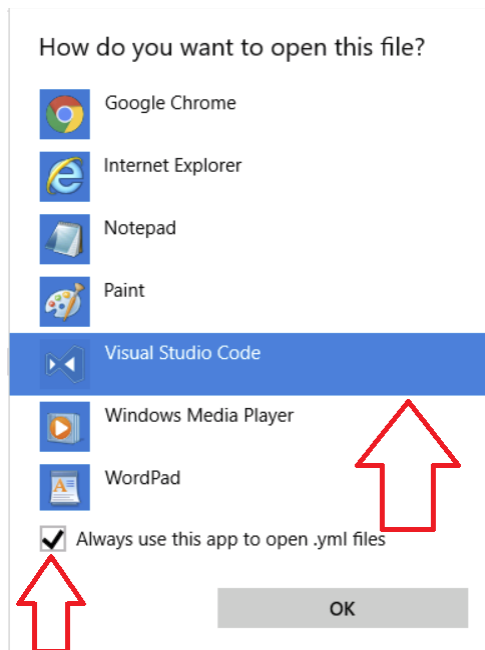 How do you want to open this file?
Google Chrome
Internet Explorer
Notepad
Paint
Visual Studio Code
Windows Media Player
WordPad
Always use this app to open .yml files
OK